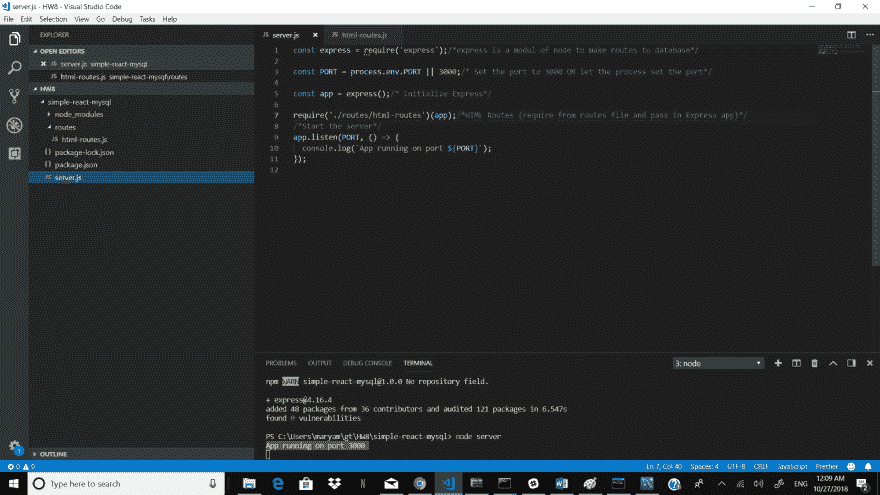 server.js - HW8 - Visual Studio Code
File Edit Selection View Go Debug Tasks Help
EXPLORER
OPEN EDITORS
server.js simple-react-mysql
html-routes.js simple-react-mysql\routes
HW8
simple-react-mysql
node_modules
routes
html-routes.js
package-lock.json
package.json
server.js
OUTLINE
server.js html-routes.js
1 const express = require('express');/*express is a modul of node to make routes to database*/
2
3 const PORT = process.env.PORT || 3000;/* Set the port to 3000 OR let the process set the port*/
4
5 const app = express();/* Initialize Express*/
6
7 require('./routes/html-routes')(app);/*HTML Routes (require from routes file and pass in Express app)*/
8 /*Start the server*/
9 app.listen(PORT, () => {
10 console.log(`App running on port ${PORT}`);
11 });
12
PROBLEMS OUTPUT DEBUG CONSOLE TERMINAL 3: node
npm WARN simple-react-mysql@1.0.0 No repository field.
+ express@4.16.4
added 48 packages from 36 contributors and audited 121 packages in 6.547s
found 0 vulnerabilities
PS C:\Users\maryam\gt\HW8\simple-react-mysql> node server
App running on port 3000
0 0 Ln 7, Col 40 Spaces: 4 UTF-8 CRLF JavaScript Prettier
Type here to search
ENG
12:09 AM
10/27/2018
2